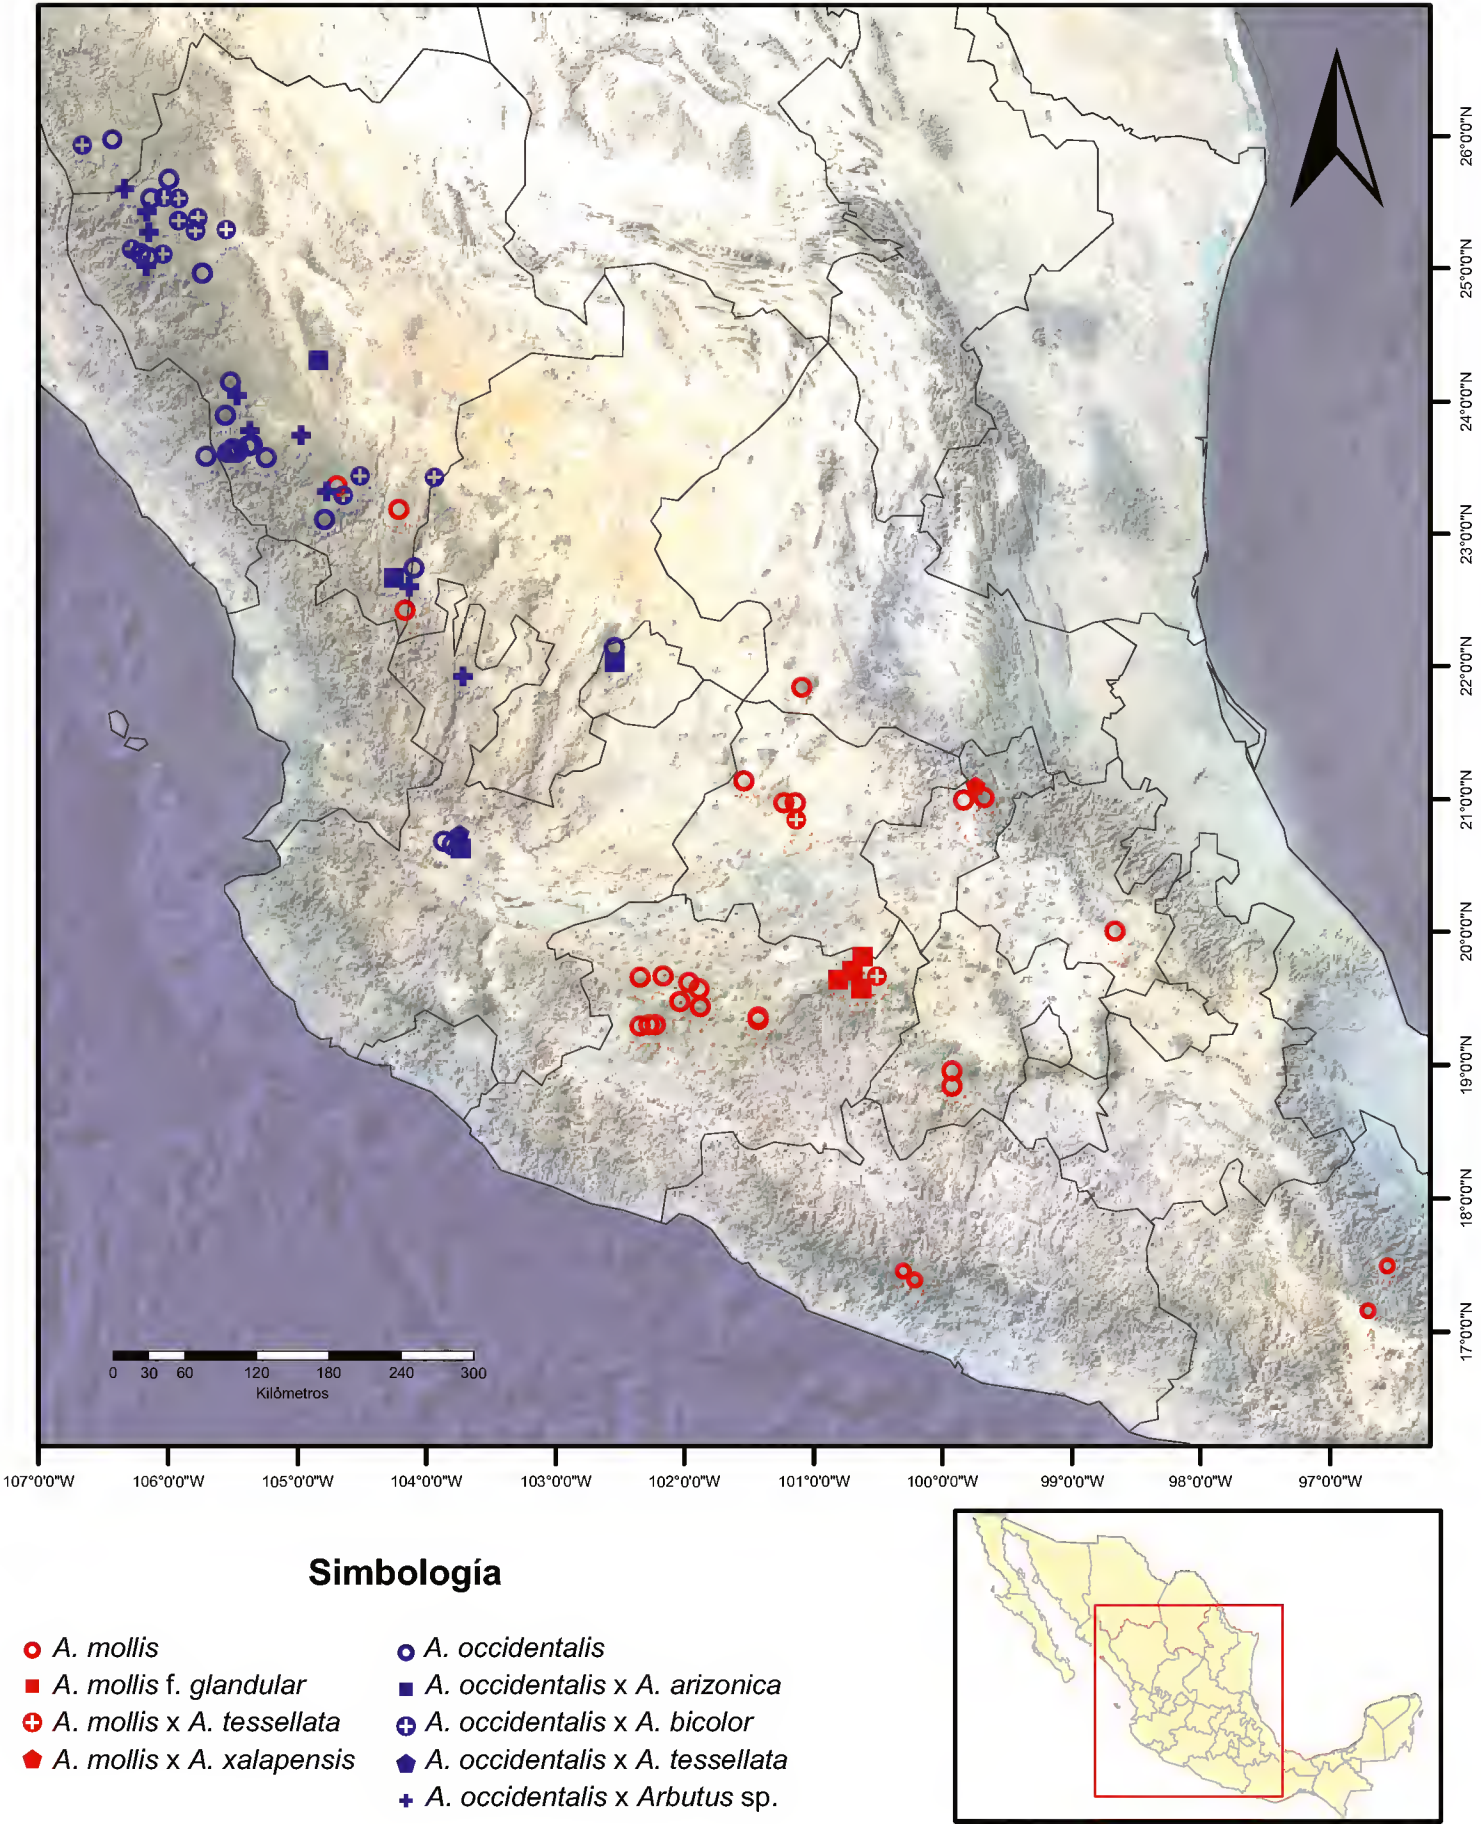 26°0'0"N
25°0'0"N
24°0'0"N
23°0'0"N
22°0'0"N
21°0'0"N
20°0'0"N
19°0'0"N
18°0'0"N
17°0'0"N
0 30 60 120 180 240 300
Kilómetros
107°0'0"W 106°0'0"W 105°0'0"W 104°0'0"W 103°0'0"W 102°0'0"W 101°0'0"W 100°0'0"W 99°0'0"W 98°0'0"W 97°0'0"W
Simbología
A. mollis
A. mollis f. glandular
A. mollis x A. tessellata
A. mollis x A. xalapensis
A. occidentalis
A. occidentalis x A. arizonica
A. occidentalis x A. bicolor
A. occidentalis x A. tessellata
A. occidentalis x Arbutus sp.